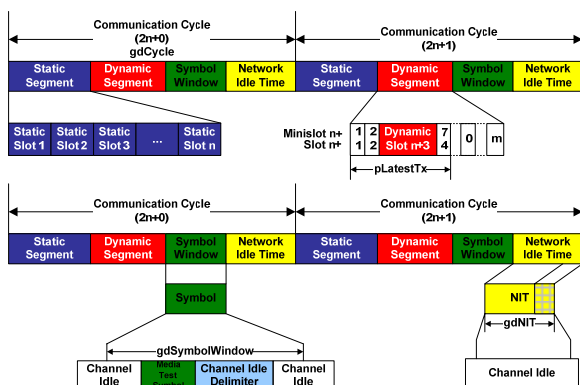 Communication Cycle
(2n+0)
gdCycle
Communication Cycle
(2n+1)
Static Segment
Dynamic Segment
Symbol Window
Network Idle Time
Static Segment
Dynamic Segment
Symbol Window
Network Idle Time
Static Slot 1
Static Slot 2
Static Slot 3
...
Static Slot n
Minislot n+ 1 2 Dynamic 7 0 m
Slot n+ 1 2 Slot n+3 4
pLatestTx
Communication Cycle
(2n+0)
Communication Cycle
(2n+1)
Static Segment
Dynamic Segment
Symbol Window
Network Idle Time
Static Segment
Dynamic Segment
Symbol Window
Network Idle Time
Symbol
NIT
gdNIT
gdSymbolWindow
Channel Idle
Media Test Symbol
Channel Idle Delimiter
Channel Idle
Channel Idle